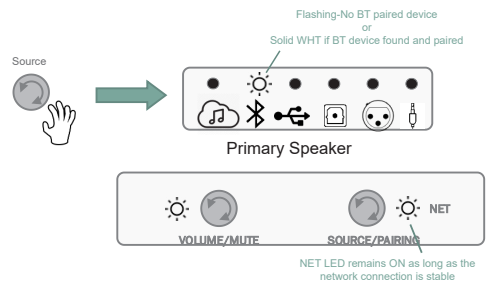 Flashing-No BT paired device
or
Solid WHT if BT device found and paired
Source
Primary Speaker
NET
VOLUME/MUTE
SOURCE/PAIRING
NET LED remains ON as long as the
network connection is stable